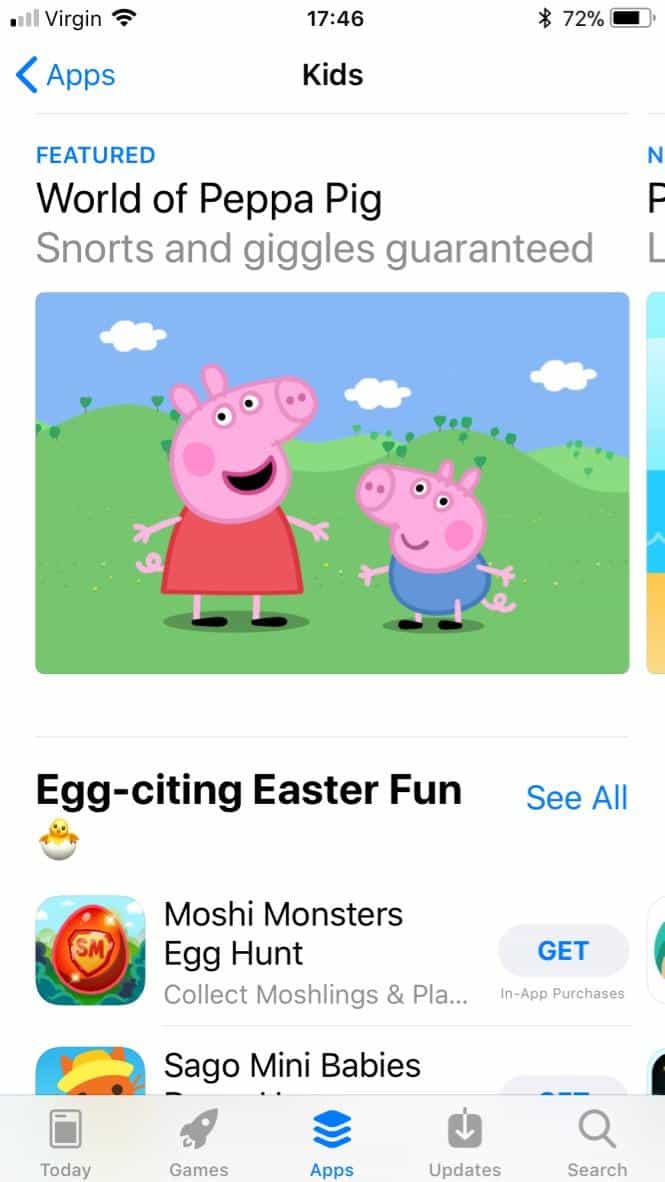 Virgin 17:46 72%
Apps Kids
FEATURED
World of Peppa Pig
Snorts and giggles guaranteed
N
P
L
Egg-citing Easter Fun See All
🐣
SM
Moshi Monsters
Egg Hunt
GET
Collect Moshlings & Pla...
In-App Purchases
Sago Mini Babies
Today Games Apps Updates Search